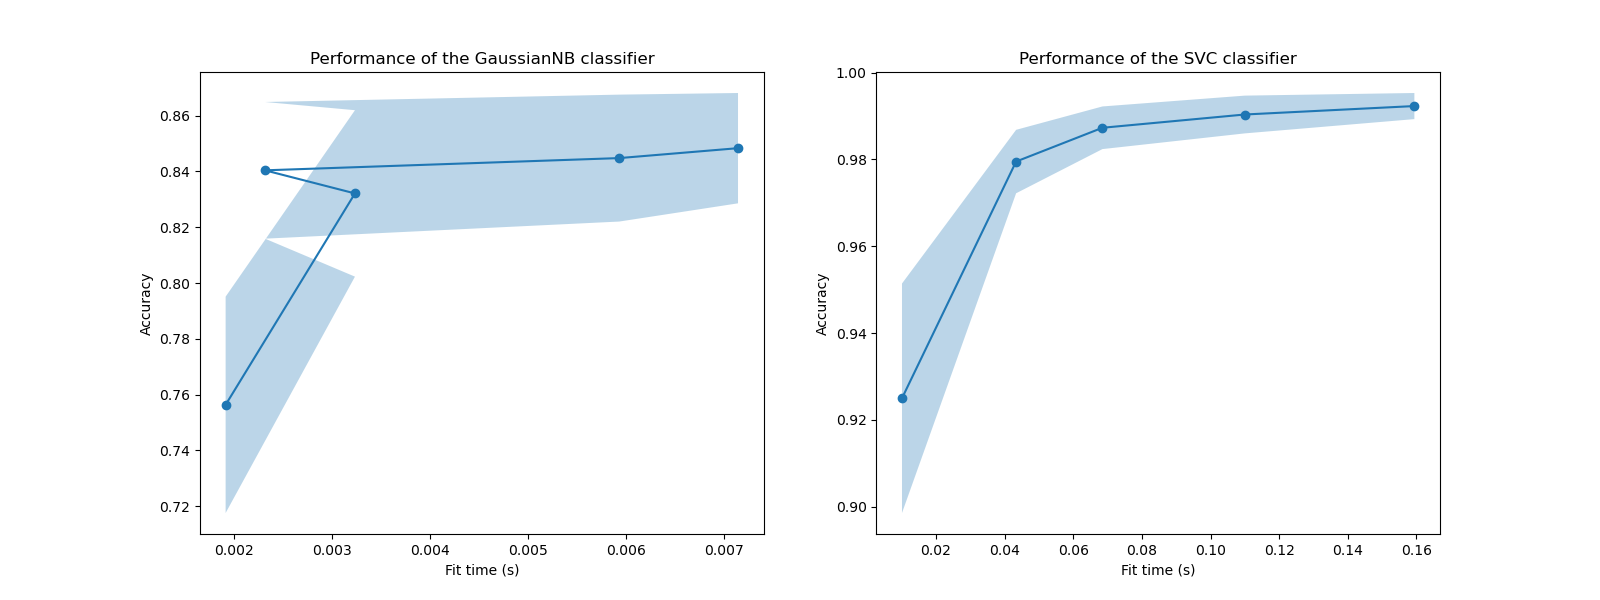 Performance of the GaussianNB classifier
Accuracy
0.86
0.84
0.82
0.80
0.78
0.76
0.74
0.72
0.002 0.003 0.004 0.005 0.006 0.007
Fit time (s)
Performance of the SVC classifier
Accuracy
1.00
0.98
0.96
0.94
0.92
0.90
0.02 0.04 0.06 0.08 0.10 0.12 0.14 0.16
Fit time (s)